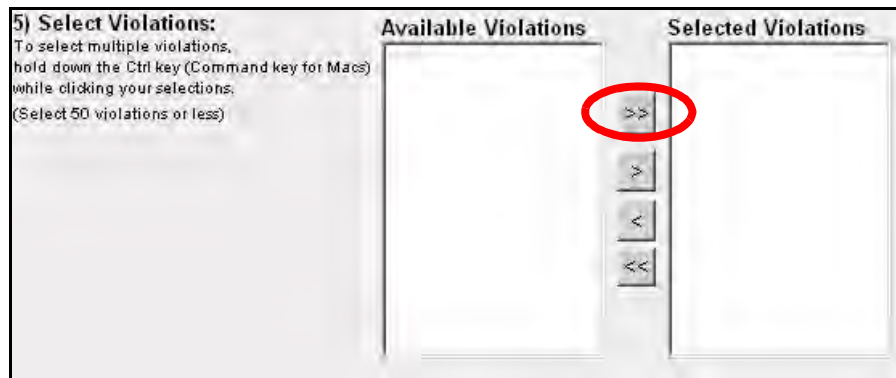 5) Select Violations:
To select multiple violations,
hold down the Ctrl key (Command key for Macs)
while clicking your selections.
(Select 50 violations or less)
Available Violations
Selected Violations
>>
>
<
<<